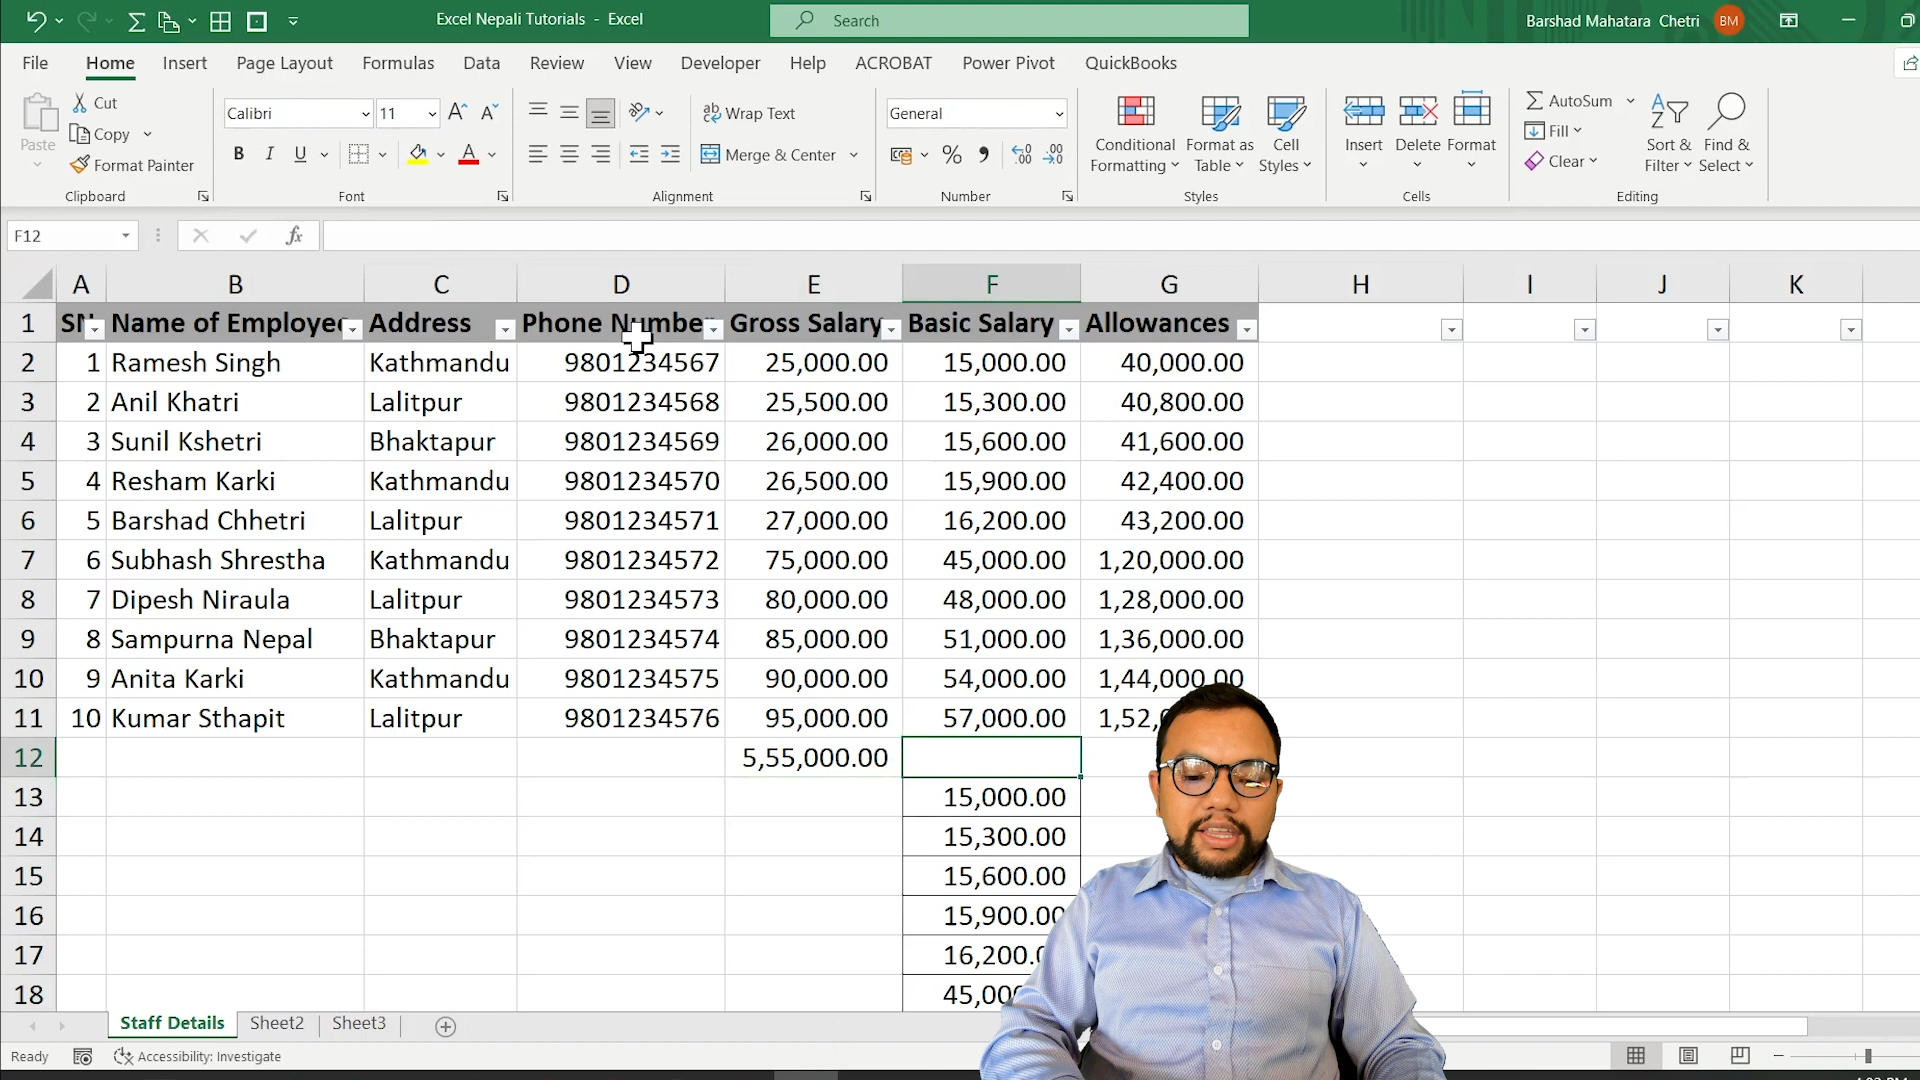 Excel Nepali Tutorials - Excel
Search
Barshad Mahatara Chetri BM
File Home Insert Page Layout Formulas Data Review View Developer Help ACROBAT Power Pivot QuickBooks
Paste
Cut
Copy
Format Painter
Clipboard
Calibri 11
B I U
Font
Wrap Text
Merge & Center
Alignment
General
Number
Conditional Formatting
Format as Table
Cell Styles
Styles
Insert Delete Format
Cells
AutoSum
Fill
Clear
Sort & Filter
Find & Select
Editing
F12 fx
A B C D E F G H I J K
1 SN Name of Employee Address Phone Number Gross Salary Basic Salary Allowances
2 1 Ramesh Singh Kathmandu 9801234567 25,000.00 15,000.00 40,000.00
3 2 Anil Khatri Lalitpur 9801234568 25,500.00 15,300.00 40,800.00
4 3 Sunil Kshetri Bhaktapur 9801234569 26,000.00 15,600.00 41,600.00
5 4 Resham Karki Kathmandu 9801234570 26,500.00 15,900.00 42,400.00
6 5 Barshad Chhetri Lalitpur 9801234571 27,000.00 16,200.00 43,200.00
7 6 Subhash Shrestha Kathmandu 9801234572 75,000.00 45,000.00 1,20,000.00
8 7 Dipesh Niraula Lalitpur 9801234573 80,000.00 48,000.00 1,28,000.00
9 8 Sampurna Nepal Bhaktapur 9801234574 85,000.00 51,000.00 1,36,000.00
10 9 Anita Karki Kathmandu 9801234575 90,000.00 54,000.00 1,44,000.00
11 10 Kumar Sthapit Lalitpur 9801234576 95,000.00 57,000.00 1,52,
12 5,55,000.00
13 15,000.00
14 15,300.00
15 15,600.00
16 15,900.00
17 16,200.
18 45,00
Staff Details Sheet2 Sheet3
Ready Accessibility: Investigate